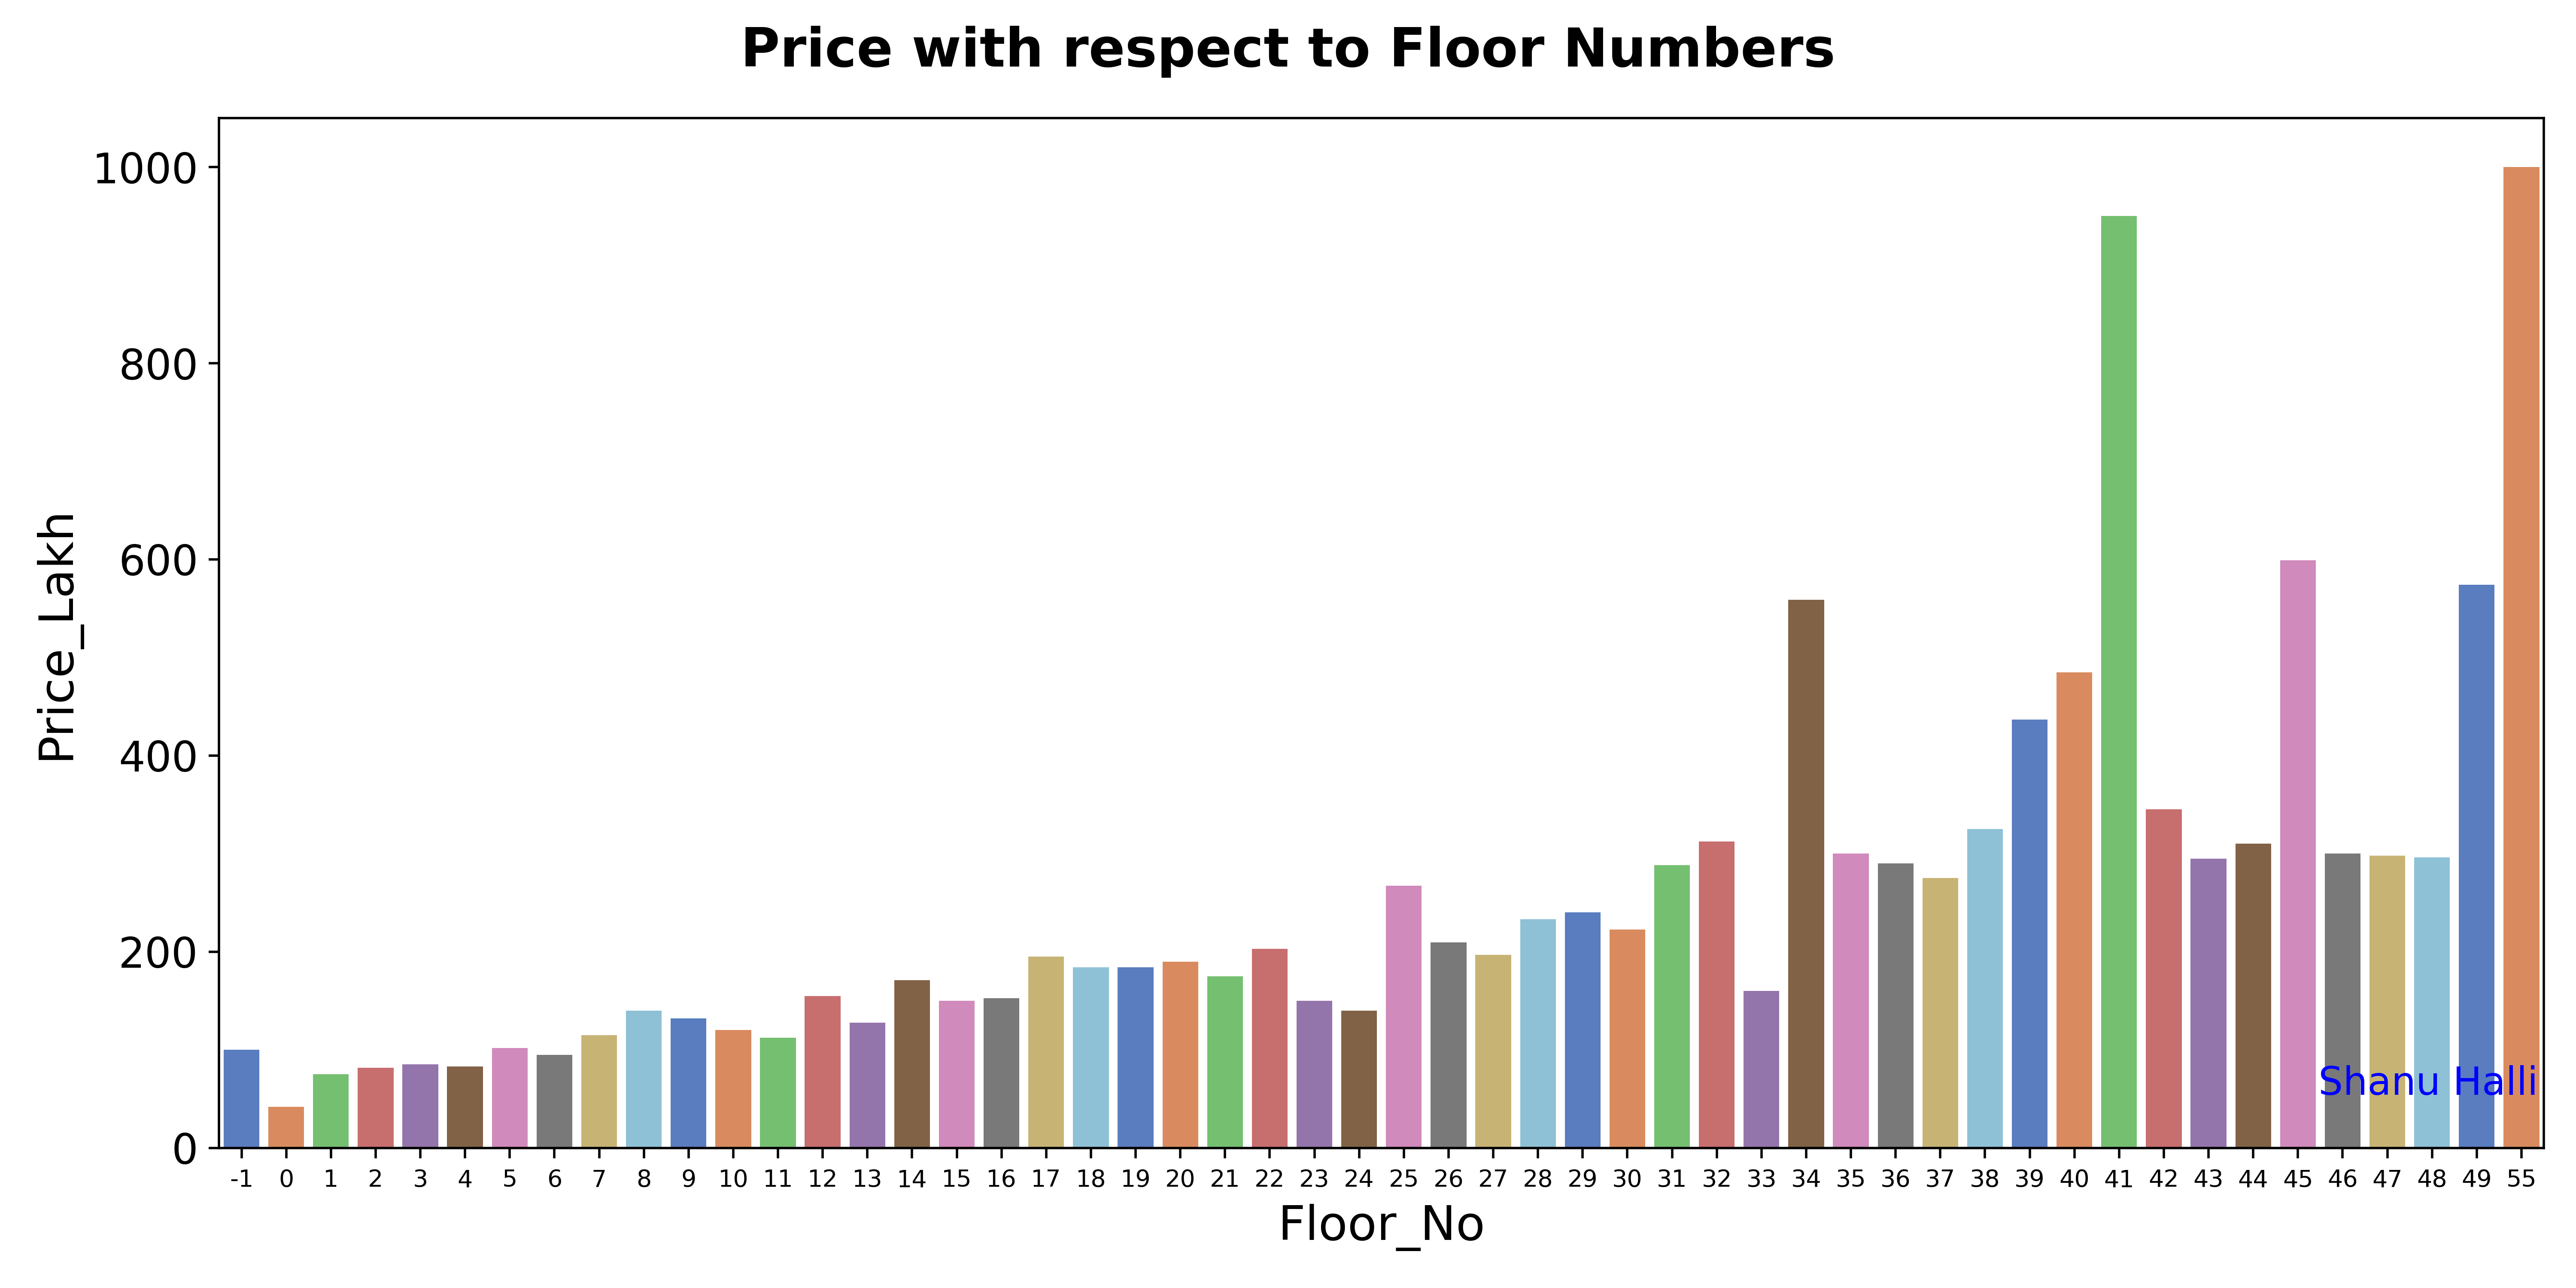 Price with respect to Floor Numbers
1000
800
600
400
200
0
Price_Lakh
-1 0 1 2 3 4 5 6 7 8 9 10 11 12 13 14 15 16 17 18 19 20 21 22 23 24 25 26 27 28 29 30 31 32 33 34 35 36 37 38 39 40 41 42 43 44 45 46 47 48 49 55
Floor_No
Shanu Halli